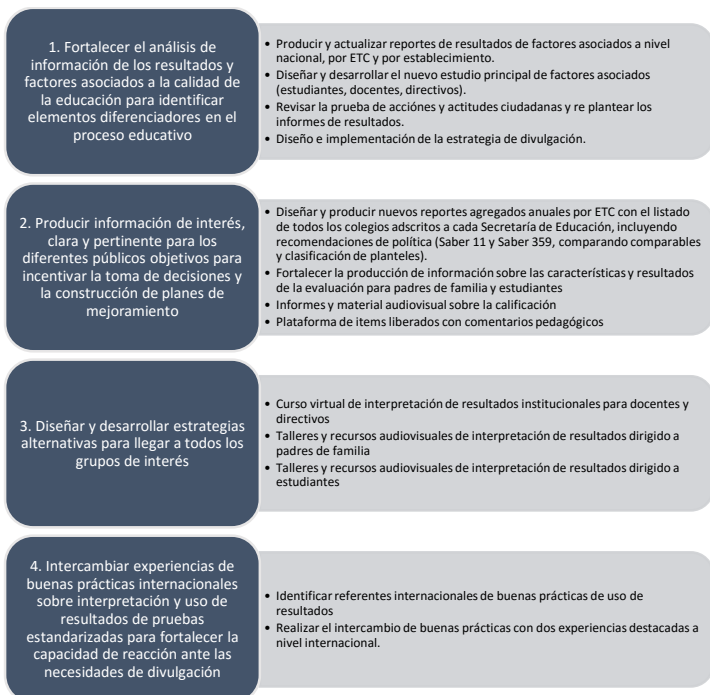 1. Fortalecer el análisis de
información de los resultados y
factores asociados a la calidad de
la educación para identificar
elementos diferenciadores en el
proceso educativo
• Producir y actualizar reportes de resultados de factores asociados a nivel
nacional, por ETC y por establecimiento.
• Diseñar y desarrollar el nuevo estudio principal de factores asociados
(estudiantes, docentes, directivos).
• Revisar la prueba de acciónes y actitudes ciudadanas y re plantear los
informes de resultados.
• Diseño e implementación de la estrategia de divulgación.
2. Producir información de interés,
clara y pertinente para los
diferentes públicos objetivos para
incentivar la toma de decisiones y
la construcción de planes de
mejoramiento
• Diseñar y producir nuevos reportes agregados anuales por ETC con el listado
de todos los colegios adscritos a cada Secretaría de Educación, incluyendo
recomendaciones de política (Saber 11 y Saber 359, comparando comparables
y clasificación de planteles).
• Fortalecer la producción de información sobre las características y resultados
de la evaluación para padres de familia y estudiantes
• Informes y material audiovisual sobre la calificación
• Plataforma de items liberados con comentarios pedagógicos
3. Diseñar y desarrollar estrategias
alternativas para llegar a todos los
grupos de interés
• Curso virtual de interpretación de resultados institucionales para docentes y
directivos
• Talleres y recursos audiovisuales de interpretación de resultados dirigido a
padres de familia
• Talleres y recursos audiovisuales de interpretación de resultados dirigido a
estudiantes
4. Intercambiar experiencias de
buenas prácticas internacionales
sobre interpretación y uso de
resultados de pruebas
estandarizadas para fortalecer la
capacidad de reacción ante las
necesidades de divulgación
• Identificar referentes internacionales de buenas prácticas de uso de
resultados
• Realizar el intercambio de buenas prácticas con dos experiencias destacadas a
nivel internacional.